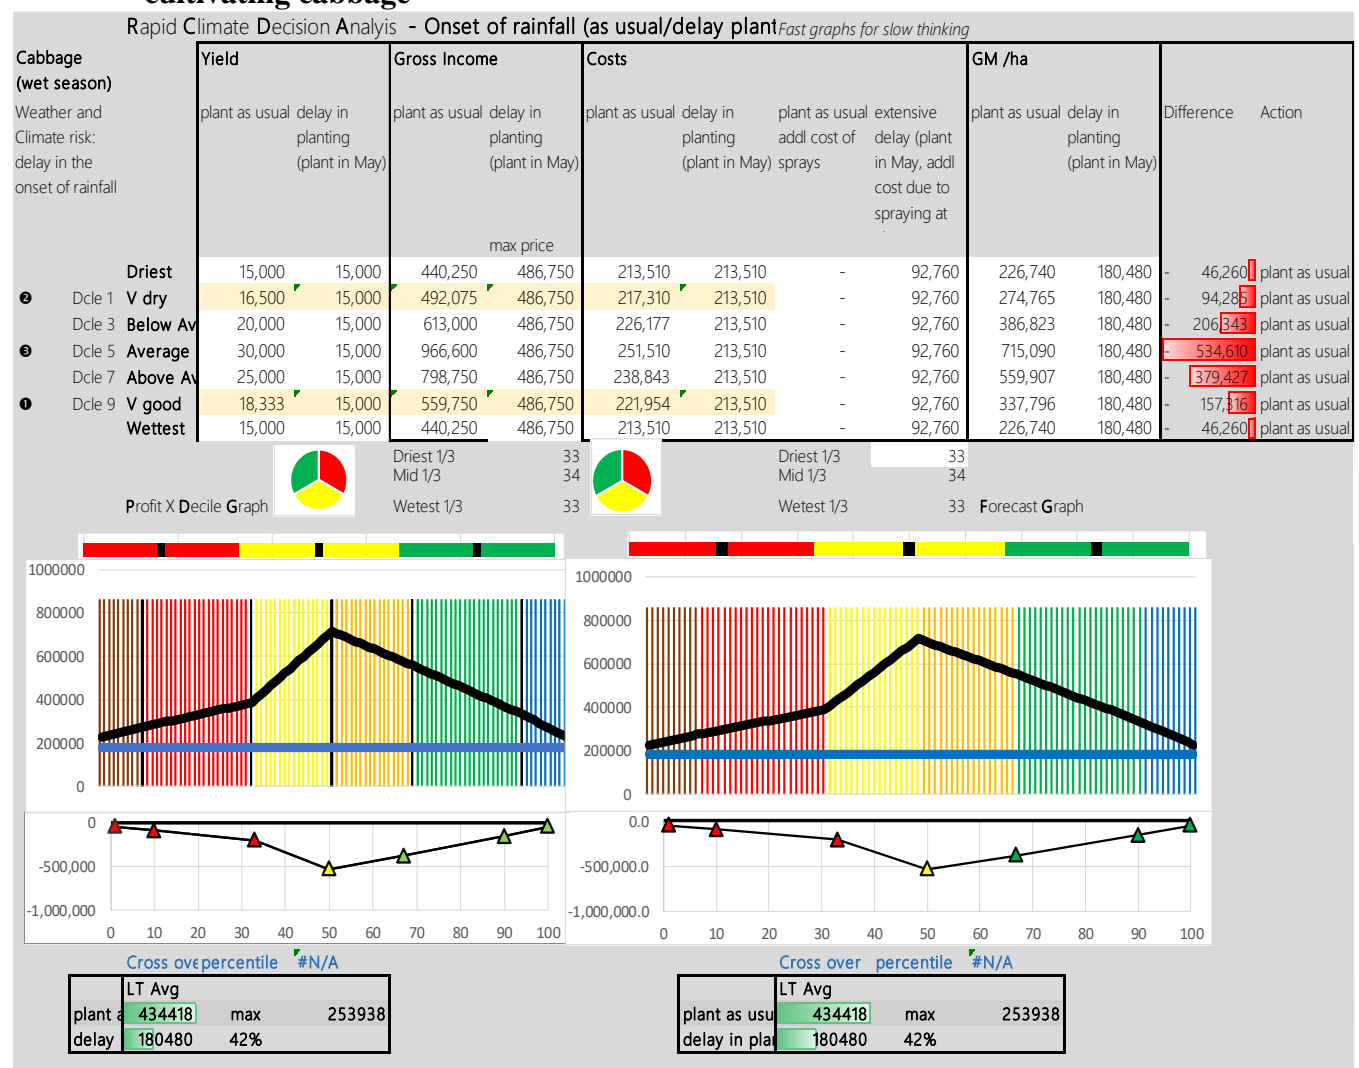 cultivating cabbage
Rapid Climate Decision Analyis - Onset of rainfall (as usual/delay plant Fast graphs for slow thinking
Cabbage Yield Gross Income Costs GM /ha
(wet season)
Weather and plant as usual delay in plant as usual delay in plant as usual delay in plant as usual extensive plant as usual delay in Difference Action
Climate risk: planting planting planting addl cost of delay (plant planting
delay in the (plant in May) (plant in May) (plant in May) sprays in May, addl (plant in May)
onset of rainfall cost due to
spraying at
max price
Driest 15,000 15,000 440,250 486,750 213,510 213,510 - 92,760 226,740 180,480 - 46,260 plant as usual
❷ Dcle 1 V dry 16,500 15,000 492,075 486,750 217,310 213,510 - 92,760 274,765 180,480 - 94,285 plant as usual
Dcle 3 Below Av 20,000 15,000 613,000 486,750 226,177 213,510 - 92,760 386,823 180,480 - 206,343 plant as usual
❸ Dcle 5 Average 30,000 15,000 966,600 486,750 251,510 213,510 - 92,760 715,090 180,480 - 534,610 plant as usual
Dcle 7 Above Av 25,000 15,000 798,750 486,750 238,843 213,510 - 92,760 559,907 180,480 - 379,427 plant as usual
❶ Dcle 9 V good 18,333 15,000 559,750 486,750 221,954 213,510 - 92,760 337,796 180,480 - 157,316 plant as usual
Wettest 15,000 15,000 440,250 486,750 213,510 213,510 - 92,760 226,740 180,480 - 46,260 plant as usual
Driest 1/3 33 Driest 1/3 33
Mid 1/3 34 Mid 1/3 34
Profit X Decile Graph Wetest 1/3 33 Wetest 1/3 33 Forecast Graph
1000000 1000000
800000 800000
600000 600000
400000 400000
200000 200000
0 0
0 0.0
-500,000 -500,000.0
-1,000,000 -1,000,000.0
0 10 20 30 40 50 60 70 80 90 100 0 10 20 30 40 50 60 70 80 90 100
Cross ove percentile #N/A Cross over percentile #N/A
LT Avg LT Avg
plant a 434418 max 253938 plant as usu 434418 max 253938
delay 180480 42% delay in plan 180480 42%